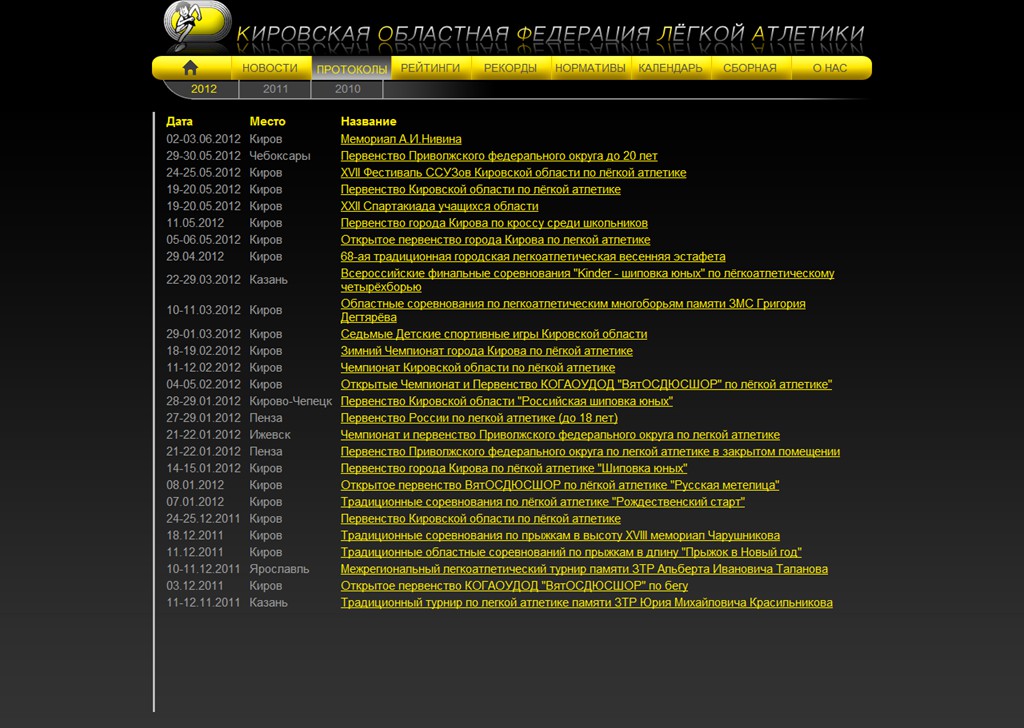 КИРОВСКАЯ ОБЛАСТНАЯ ФЕДЕРАЦИЯ ЛЁГКОЙ АТЛЕТИКИ
НОВОСТИ ПРОТОКОЛЫ РЕЙТИНГИ РЕКОРДЫ НОРМАТИВЫ КАЛЕНДАРЬ СБОРНАЯ О НАС
2012 2011 2010
Дата Место Название
02-03.06.2012 Киров Мемориал А.И.Нивина
29-30.05.2012 Чебоксары Первенство Приволжского федерального округа до 20 лет
24-25.05.2012 Киров XVII Фестиваль ССУЗов Кировской области по лёгкой атлетике
19-20.05.2012 Киров Первенство Кировской области по лёгкой атлетике
19-20.05.2012 Киров XXII Спартакиада учащихся области
11.05.2012 Киров Первенство города Кирова по кроссу среди школьников
05-06.05.2012 Киров Открытое первенство города Кирова по легкой атлетике
29.04.2012 Киров 68-ая традиционная городская легкоатлетическая весенняя эстафета
22-29.03.2012 Казань Всероссийские финальные соревнования "Kinder - шиповка юных" по лёгкоатлетическому
четырёхборью
10-11.03.2012 Киров Областные соревнования по легкоатлетическим многоборьям памяти ЗМС Григория
Дегтярёва
29-01.03.2012 Киров Седьмые Детские спортивные игры Кировской области
18-19.02.2012 Киров Зимний Чемпионат города Кирова по лёгкой атлетике
11-12.02.2012 Киров Чемпионат Кировской области по лёгкой атлетике
04-05.02.2012 Киров Открытые Чемпионат и Первенство КОГАОУДОД "ВятОСДЮСШОР" по лёгкой атлетике"
28-29.01.2012 Кирово-Чепецк Первенство Кировской области "Российская шиповка юных"
27-29.01.2012 Пенза Первенство России по легкой атлетике (до 18 лет)
21-22.01.2012 Ижевск Чемпионат и первенство Приволжского федерального округа по легкой атлетике
21-22.01.2012 Пенза Первенство Приволжского федерального округа по легкой атлетике в закрытом помещении
14-15.01.2012 Киров Первенство города Кирова по лёгкой атлетике "Шиповка юных"
08.01.2012 Киров Открытое первенство ВятОСДЮСШОР по лёгкой атлетике "Русская метелица"
07.01.2012 Киров Традиционные соревнования по лёгкой атлетике "Рождественский старт"
24-25.12.2011 Киров Первенство Кировской области по лёгкой атлетике
18.12.2011 Киров Традиционные соревнования по прыжкам в высоту XVIII мемориал Чарушникова
11.12.2011 Киров Традиционные областные соревнований по прыжкам в длину "Прыжок в Новый год"
10-11.12.2011 Ярославль Межрегиональный легкоатлетический турнир памяти ЗТР Альберта Ивановича Таланова
03.12.2011 Киров Открытое первенство КОГАОУДОД "ВятОСДЮСШОР" по бегу
11-12.11.2011 Казань Традиционный турнир по легкой атлетике памяти ЗТР Юрия Михайловича Красильникова